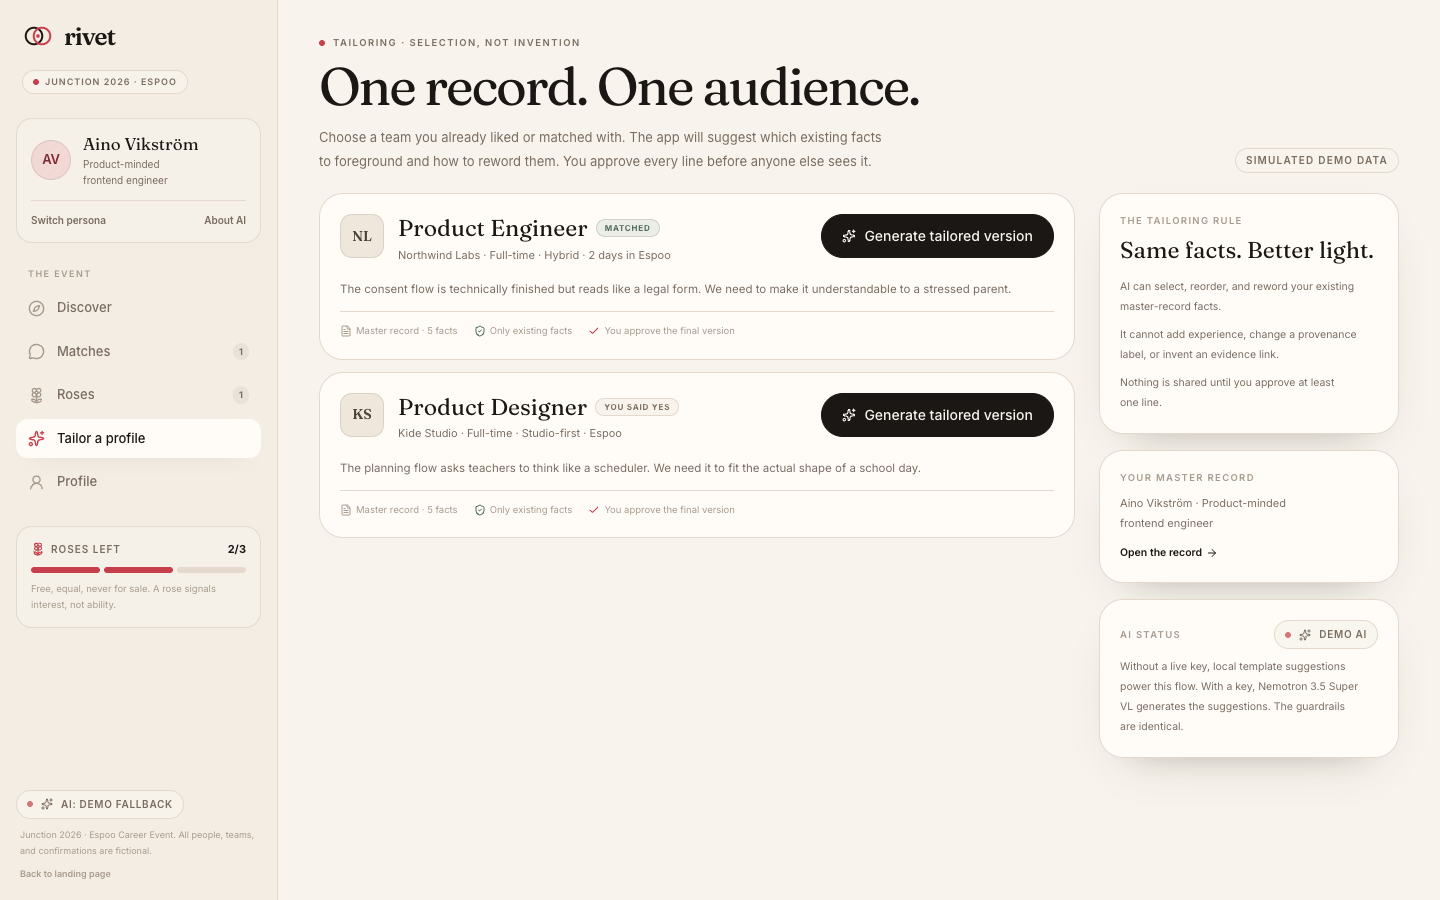 rivet
JUNCTION 2026 · ESPOO
AV
Aino Vikström
Product-minded
frontend engineer
Switch persona
About AI
THE EVENT
Discover
Matches
1
Roses
1
Tailor a profile
Profile
ROSES LEFT
2/3
Free, equal, never for sale. A rose signals
interest, not ability.
AI: DEMO FALLBACK
Junction 2026 · Espoo Career Event. All people, teams,
and confirmations are fictional.
Back to landing page
TAILORING · SELECTION, NOT INVENTION
One record. One audience.
Choose a team you already liked or matched with. The app will suggest which existing facts
to foreground and how to reword them. You approve every line before anyone else sees it.
SIMULATED DEMO DATA
NL
Product Engineer
MATCHED
Northwind Labs · Full-time · Hybrid · 2 days in Espoo
Generate tailored version
The consent flow is technically finished but reads like a legal form. We need to make it understandable to a stressed parent.
Master record · 5 facts
Only existing facts
You approve the final version
KS
Product Designer
YOU SAID YES
Kide Studio · Full-time · Studio-first · Espoo
Generate tailored version
The planning flow asks teachers to think like a scheduler. We need it to fit the actual shape of a school day.
Master record · 5 facts
Only existing facts
You approve the final version
THE TAILORING RULE
Same facts. Better light.
AI can select, reorder, and reword your existing
master-record facts.
It cannot add experience, change a provenance
label, or invent an evidence link.
Nothing is shared until you approve at least
one line.
YOUR MASTER RECORD
Aino Vikström · Product-minded
frontend engineer
Open the record →
AI STATUS
DEMO AI
Without a live key, local template suggestions
power this flow. With a key, Nemotron 3.5 Super
VL generates the suggestions. The guardrails
are identical.